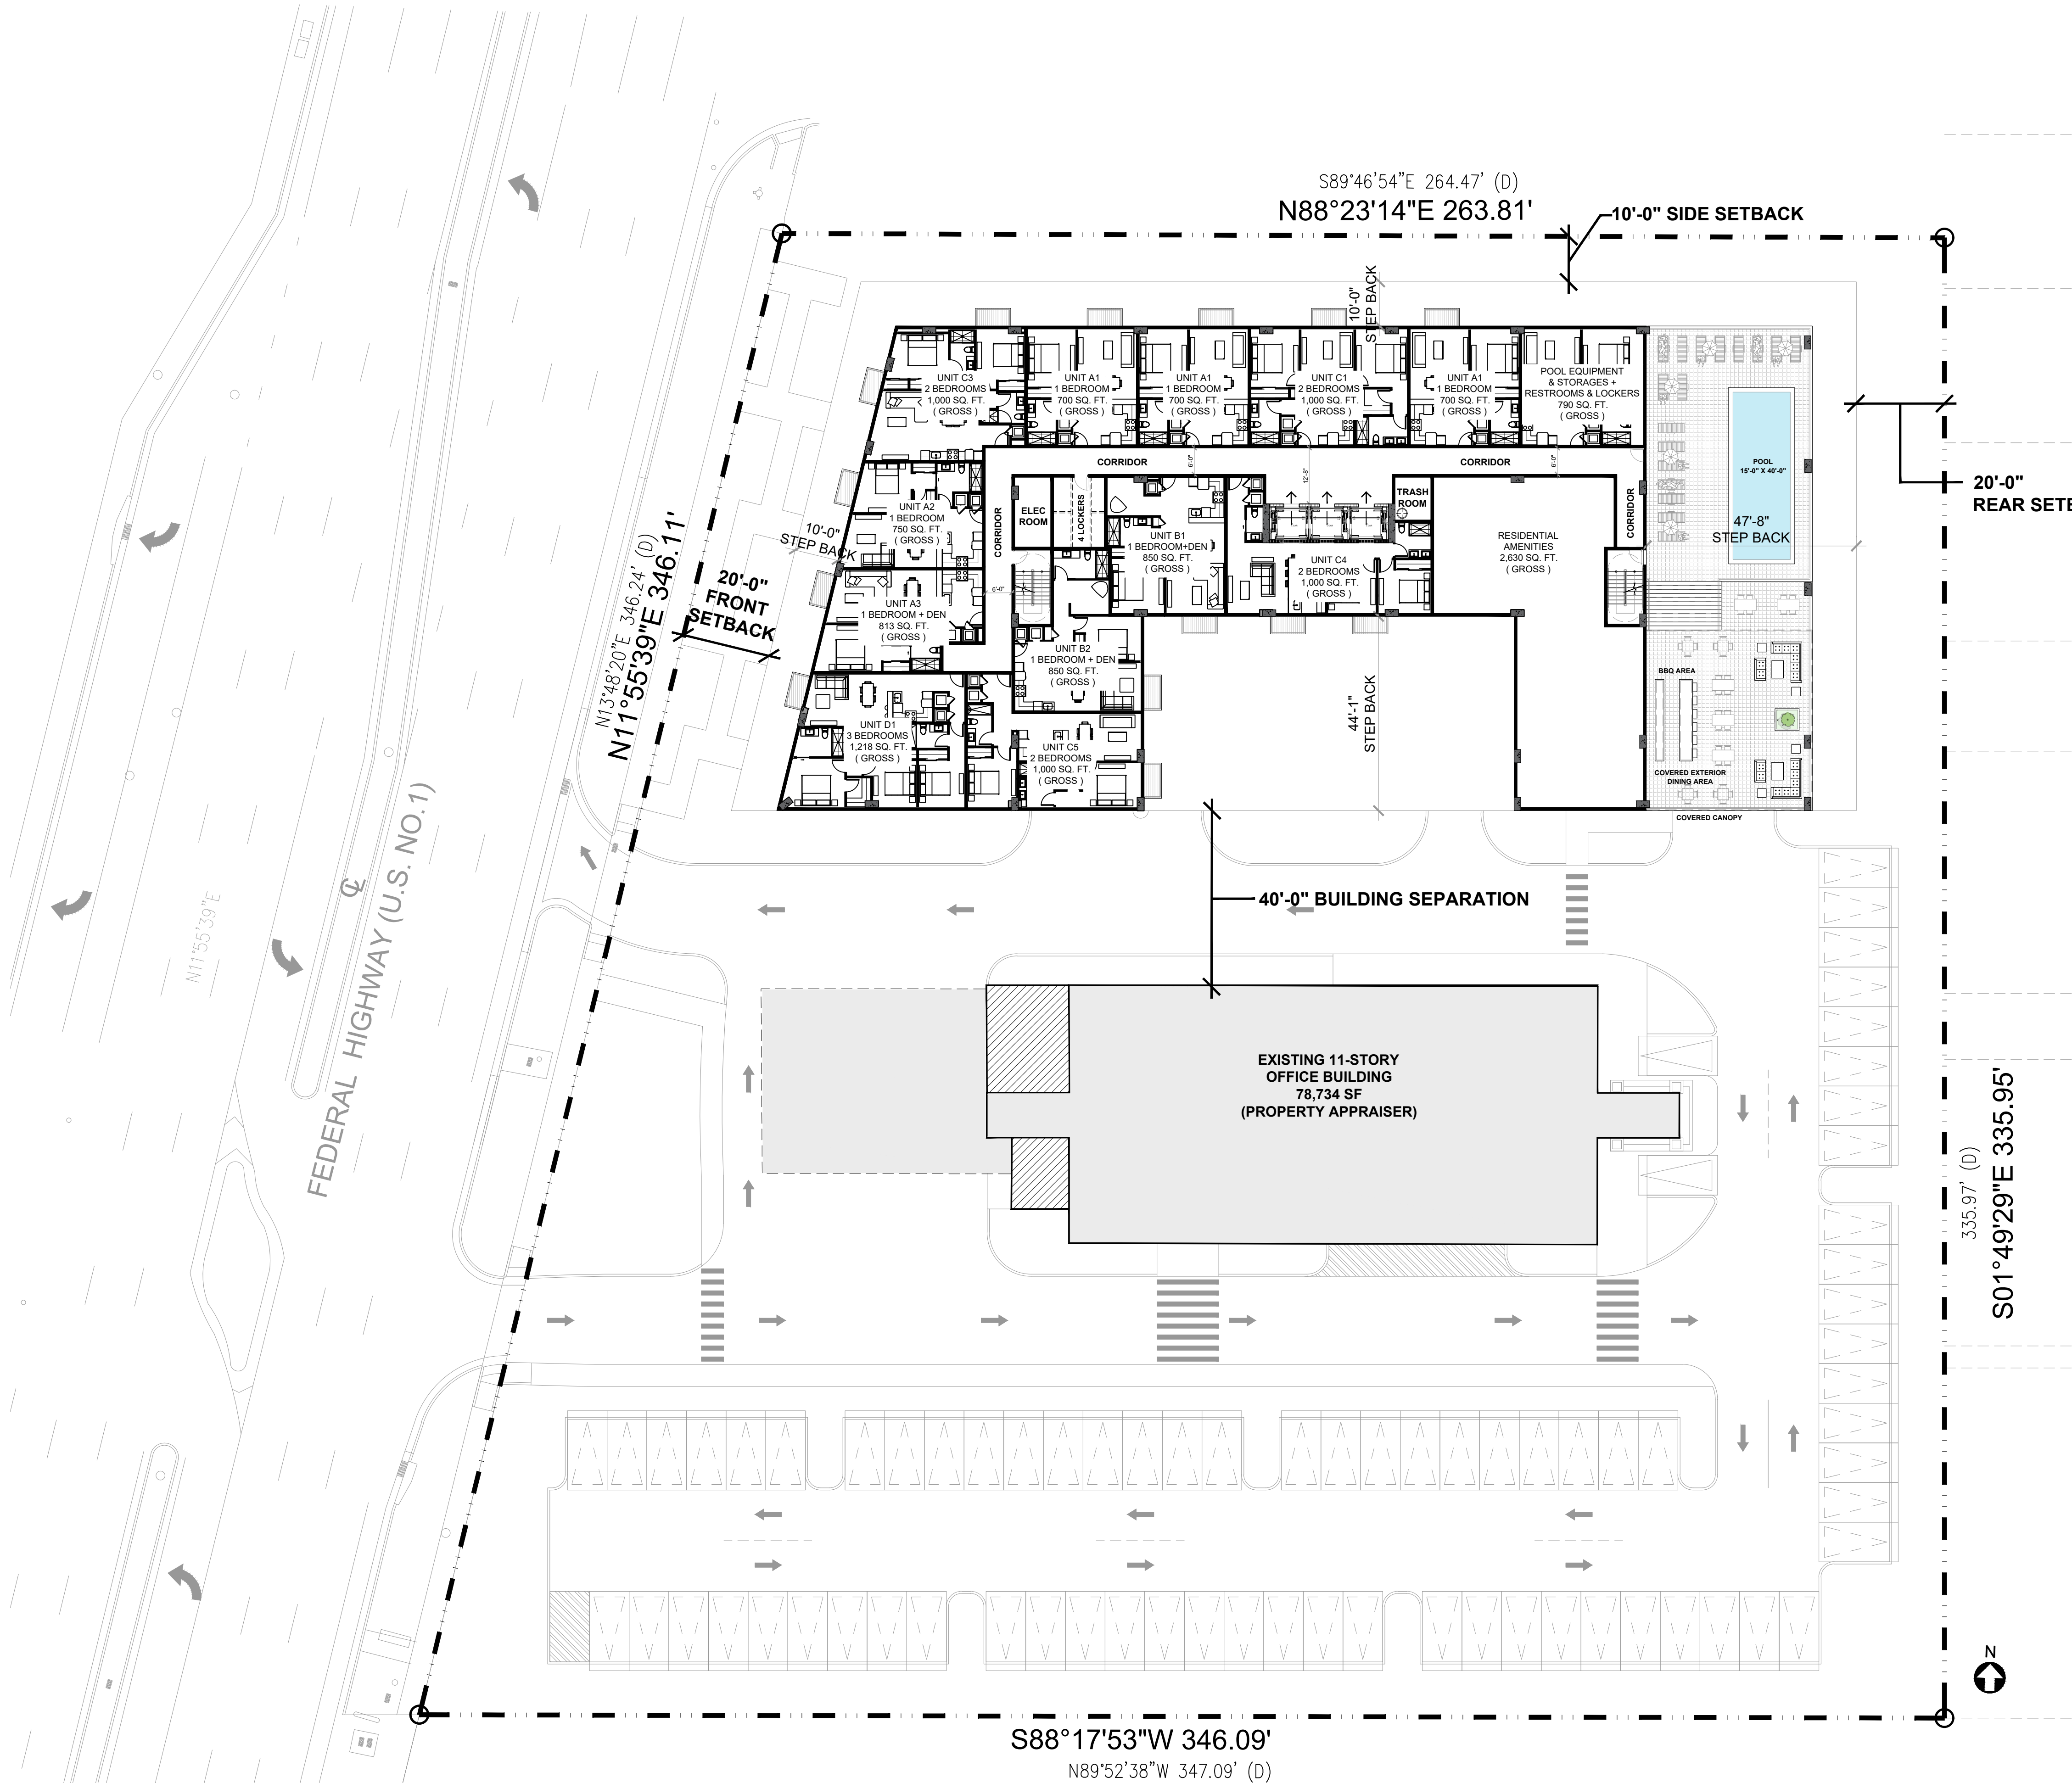 S89°46'54"E 264.47' (D)
N88°23'14"E 263.81'
10'-0" SIDE SETBACK
10'-0"
STEP BACK
UNIT C3
2 BEDROOMS
1,000 SQ. FT.
( GROSS )
UNIT A1
1 BEDROOM
700 SQ. FT.
( GROSS )
UNIT A1
1 BEDROOM
700 SQ. FT.
( GROSS )
UNIT C1
2 BEDROOMS
1,000 SQ. FT.
( GROSS )
UNIT A1
1 BEDROOM
700 SQ. FT.
( GROSS )
POOL EQUIPMENT
& STORAGES +
RESTROOMS & LOCKERS
790 SQ. FT.
( GROSS )
CORRIDOR
6'-0"
12'-8"
CORRIDOR
6'-0"
POOL
15'-0" X 40'-0"
20'-0"
REAR SETB
47'-8"
STEP BACK
UNIT A2
1 BEDROOM
750 SQ. FT.
( GROSS )
CORRIDOR
ELEC
ROOM
4 LOCKERS
UNIT B1
1 BEDROOM+DEN
850 SQ. FT.
( GROSS )
TRASH
ROOM
UNIT C4
2 BEDROOMS
1,000 SQ. FT.
( GROSS )
RESIDENTIAL
AMENITIES
2,630 SQ. FT.
( GROSS )
CORRIDOR
10'-0"
STEP BACK
20'-0"
FRONT
SETBACK
N13°48'20"E 346.24' (D)
N11°55'39"E 346.11'
UNIT A3
1 BEDROOM + DEN
813 SQ. FT.
( GROSS )
6'-0"
UNIT B2
1 BEDROOM + DEN
850 SQ. FT.
( GROSS )
UNIT D1
3 BEDROOMS
1,218 SQ. FT.
( GROSS )
UNIT C5
2 BEDROOMS
1,000 SQ. FT.
( GROSS )
44'-1"
STEP BACK
BBQ AREA
COVERED EXTERIOR
DINING AREA
COVERED CANOPY
40'-0" BUILDING SEPARATION
N11°55'39"E
CL
FEDERAL HIGHWAY (U.S. NO.1)
EXISTING 11-STORY
OFFICE BUILDING
78,734 SF
(PROPERTY APPRAISER)
335.97' (D)
S01°49'29"E 335.95'
N
S88°17'53"W 346.09'
N89°52'38"W 347.09' (D)